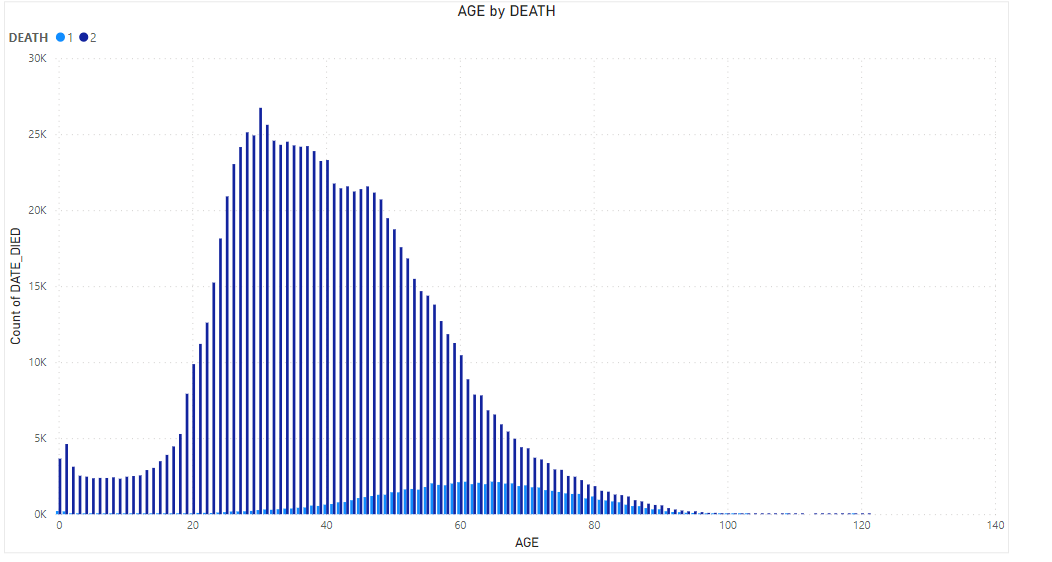 AGE by DEATH
DEATH 1 2
30K
25K
20K
15K
10K
5K
0K
Count of DATE_DIED
0 20 40 60 80 100 120 140
AGE